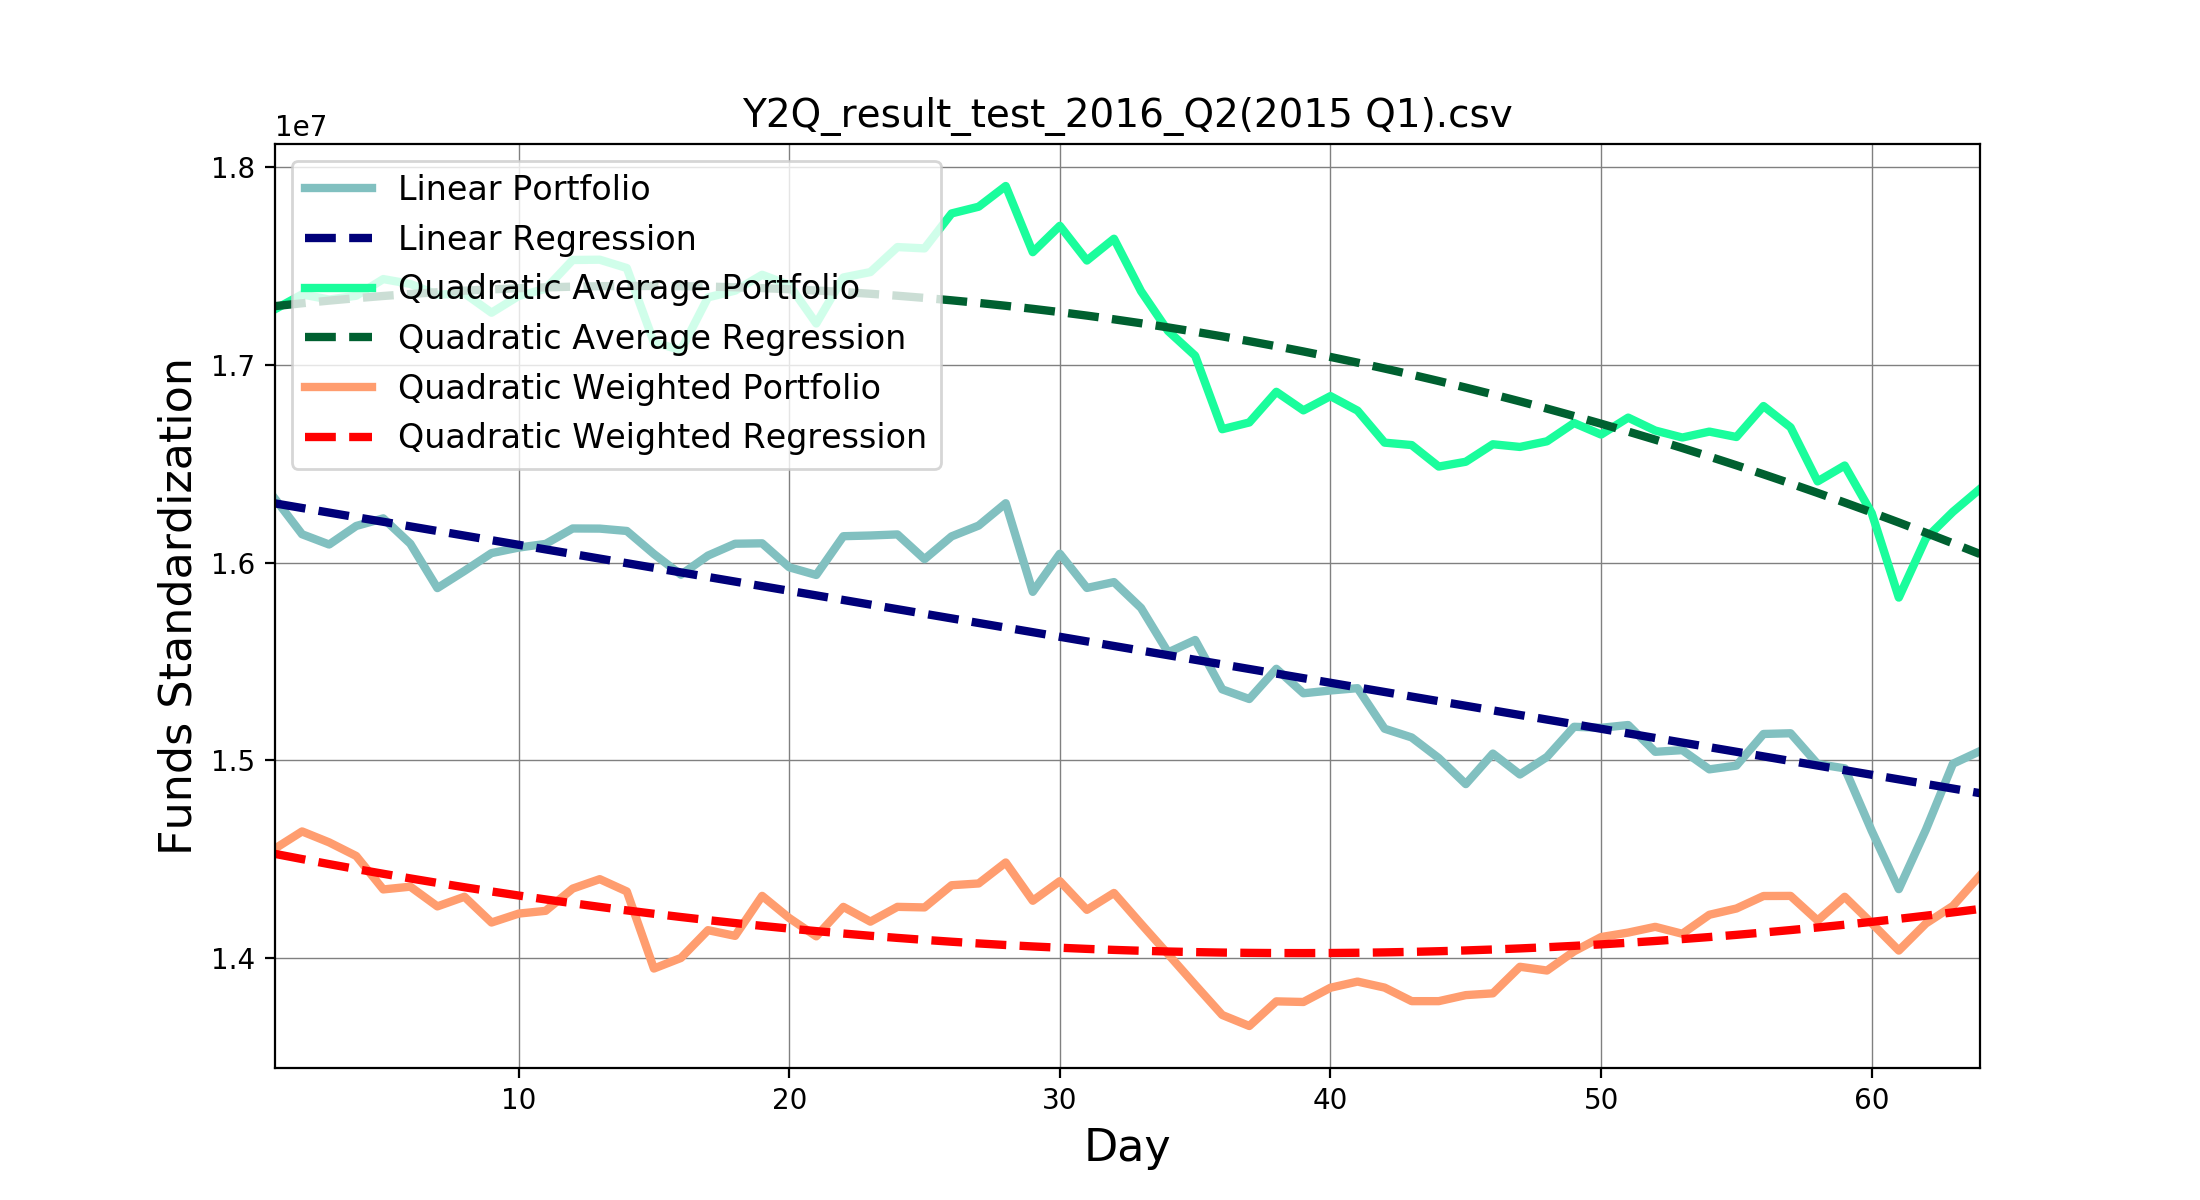 Y2Q_result_test_2016_Q2(2015 Q1).csv
1e7
1.8
1.7
1.6
1.5
1.4
Funds Standardization
Linear Portfolio
Linear Regression
Quadratic Average Portfolio
Quadratic Average Regression
Quadratic Weighted Portfolio
Quadratic Weighted Regression
10 20 30 40 50 60
Day